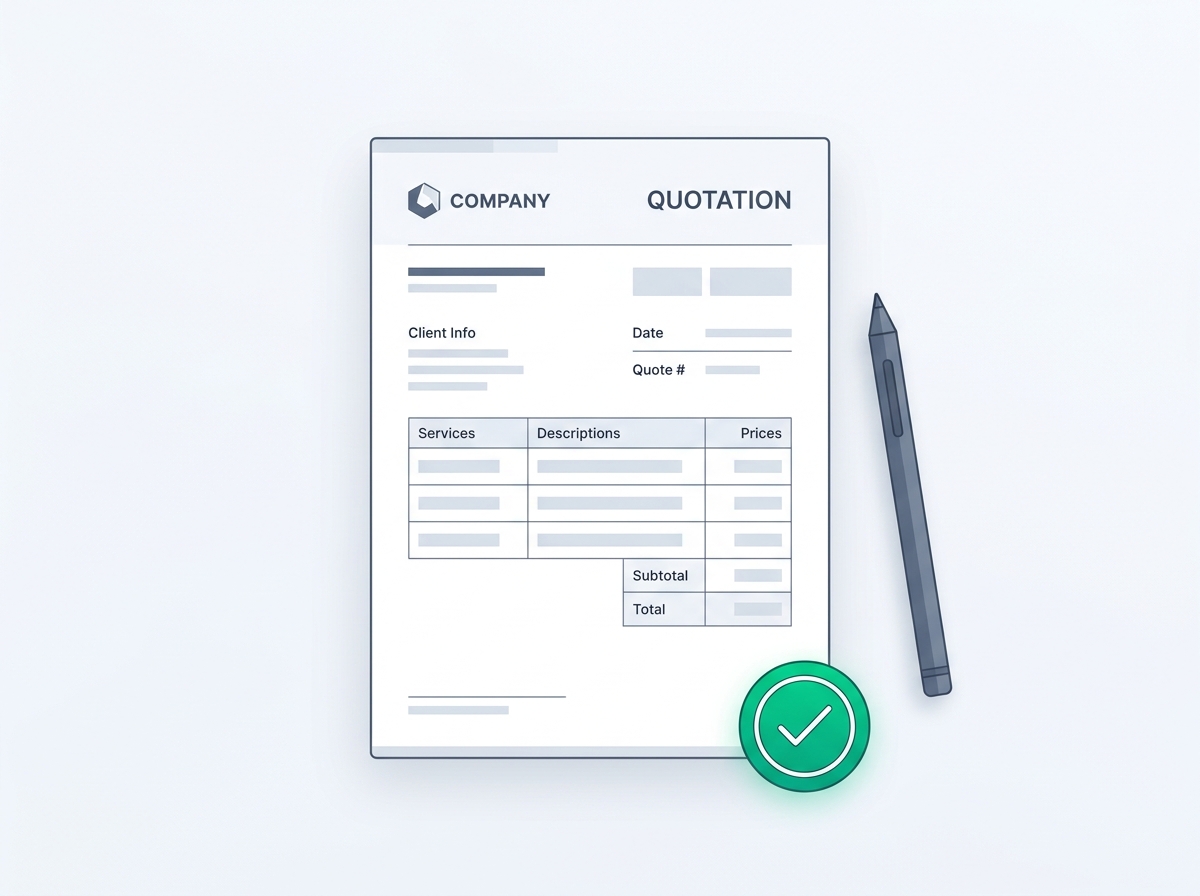 COMPANY
QUOTATION
Client Info
Date
Quote #
Services Descriptions Prices
Subtotal
Total